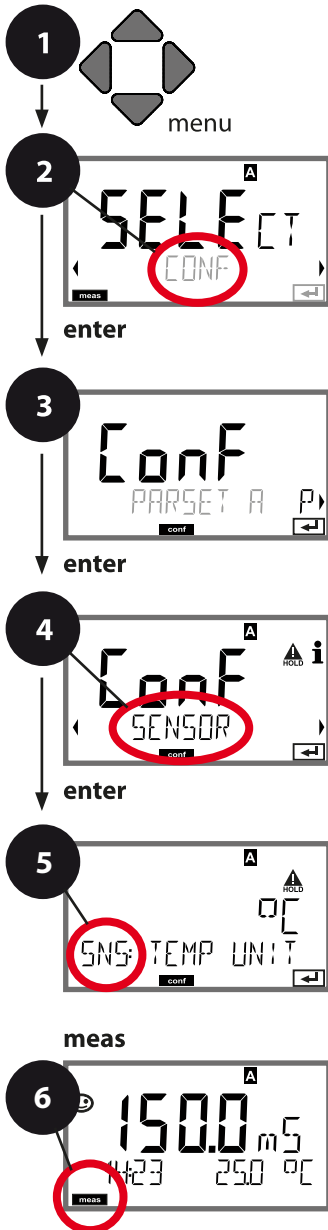 1
menu
2
A
SELECT
CONF
meas
enter
3
ConF
PARSET A P
conf
enter
4
A
ConF
HOLD i
SENSOR
conf
enter
5
A
HOLD
°C
SNS: TEMP UNIT
conf
meas
6
A
150.0 mS
14:23 25.0 °C
meas